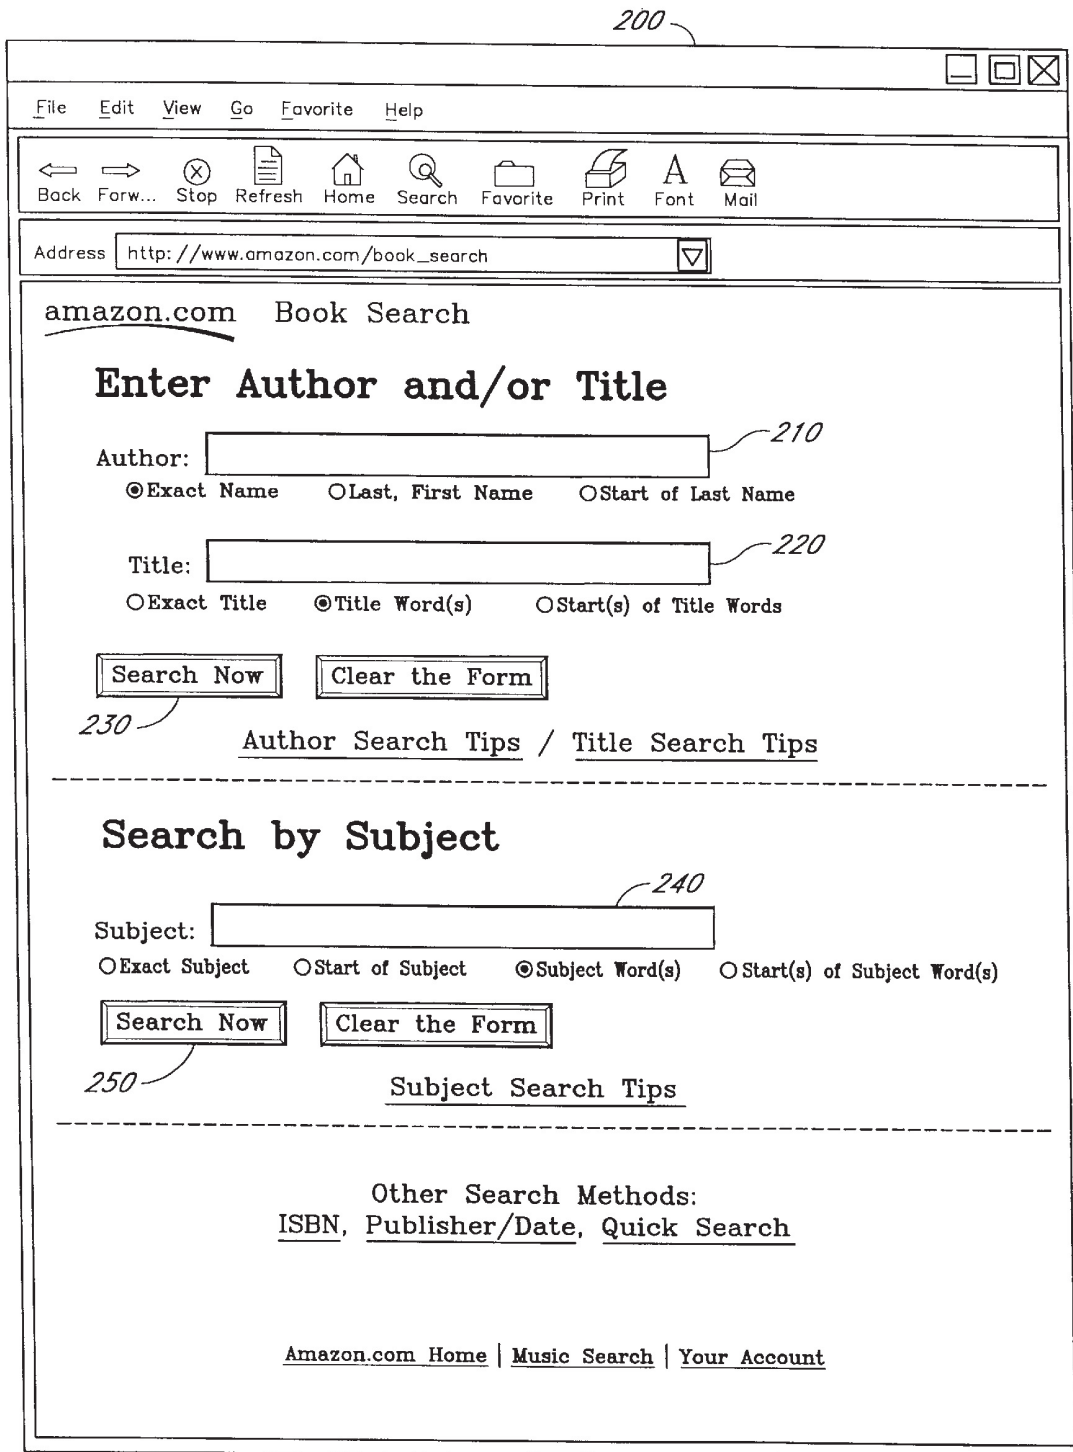 200
File Edit View Go Favorite Help
Back Forw... Stop Refresh Home Search Favorite Print Font Mail
Address http://www.amazon.com/book_search
amazon.com Book Search
Enter Author and/or Title
210
Author:
Exact Name Last, First Name Start of Last Name
220
Title:
Exact Title Title Word(s) Start(s) of Title Words
Search Now Clear the Form
230
Author Search Tips / Title Search Tips
Search by Subject
240
Subject:
Exact Subject Start of Subject Subject Word(s) Start(s) of Subject Word(s)
Search Now Clear the Form
250
Subject Search Tips
Other Search Methods:
ISBN, Publisher/Date, Quick Search
Amazon.com Home | Music Search | Your Account